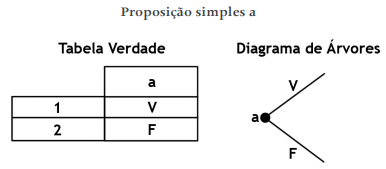 Proposição simples a
Tabela Verdade
a
1 V
2 F
Diagrama de Árvores
V
a
F